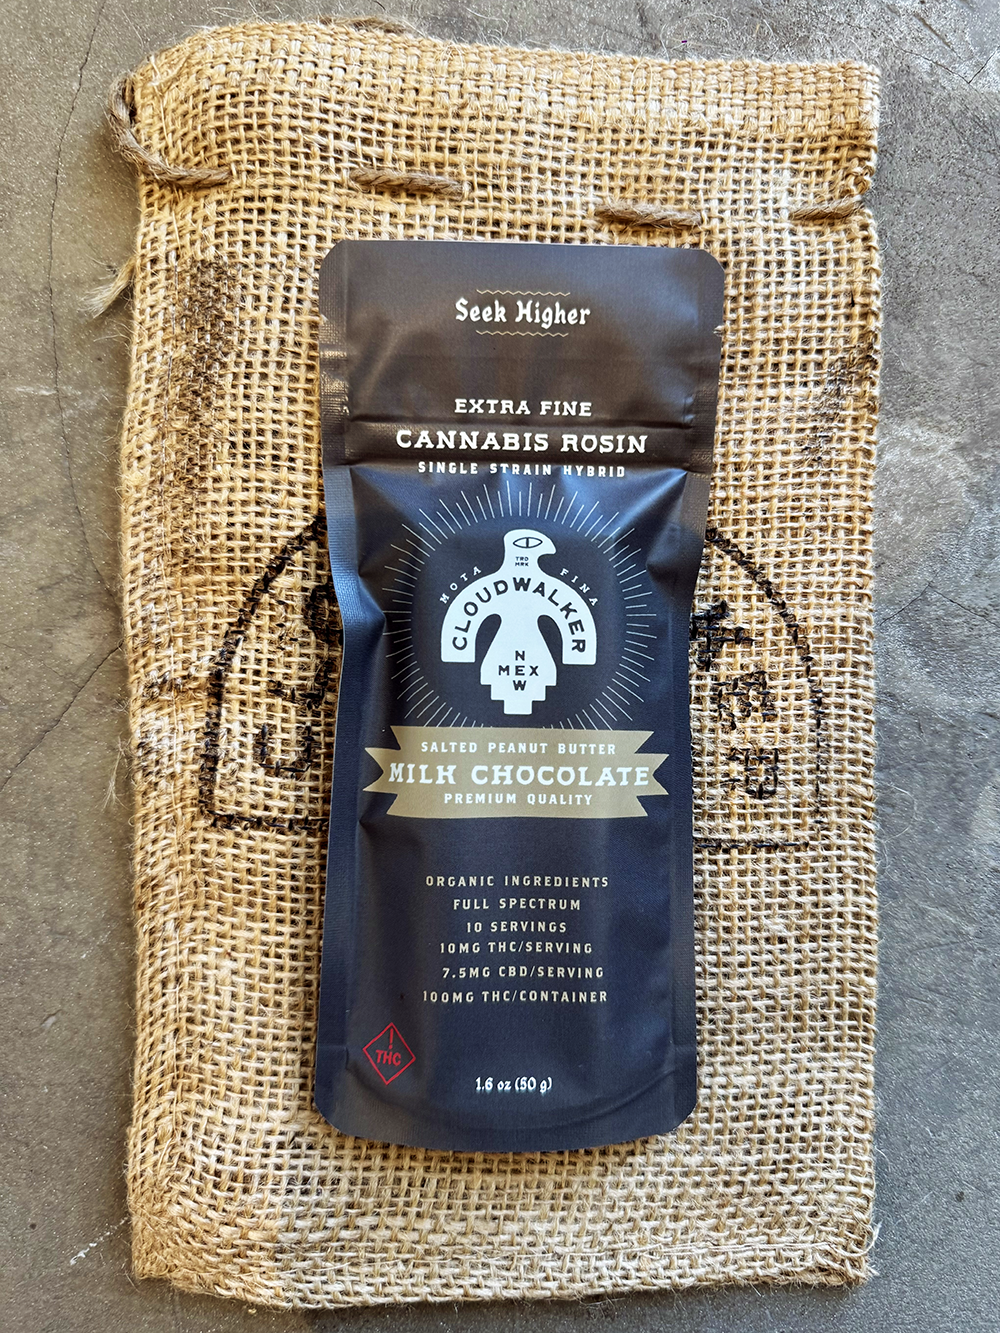 Seek Higher
EXTRA FINE
CANNABIS ROSIN
SINGLE STRAIN HYBRID
TRD
MRK
MOTA FINA
CLOUDWALKER
N
MEX
W
SALTED PEANUT BUTTER
MILK CHOCOLATE
PREMIUM QUALITY
ORGANIC INGREDIENTS
FULL SPECTRUM
10 SERVINGS
10MG THC/SERVING
7.5MG CBD/SERVING
100MG THC/CONTAINER
!
THC
1.6 oz (50 g)